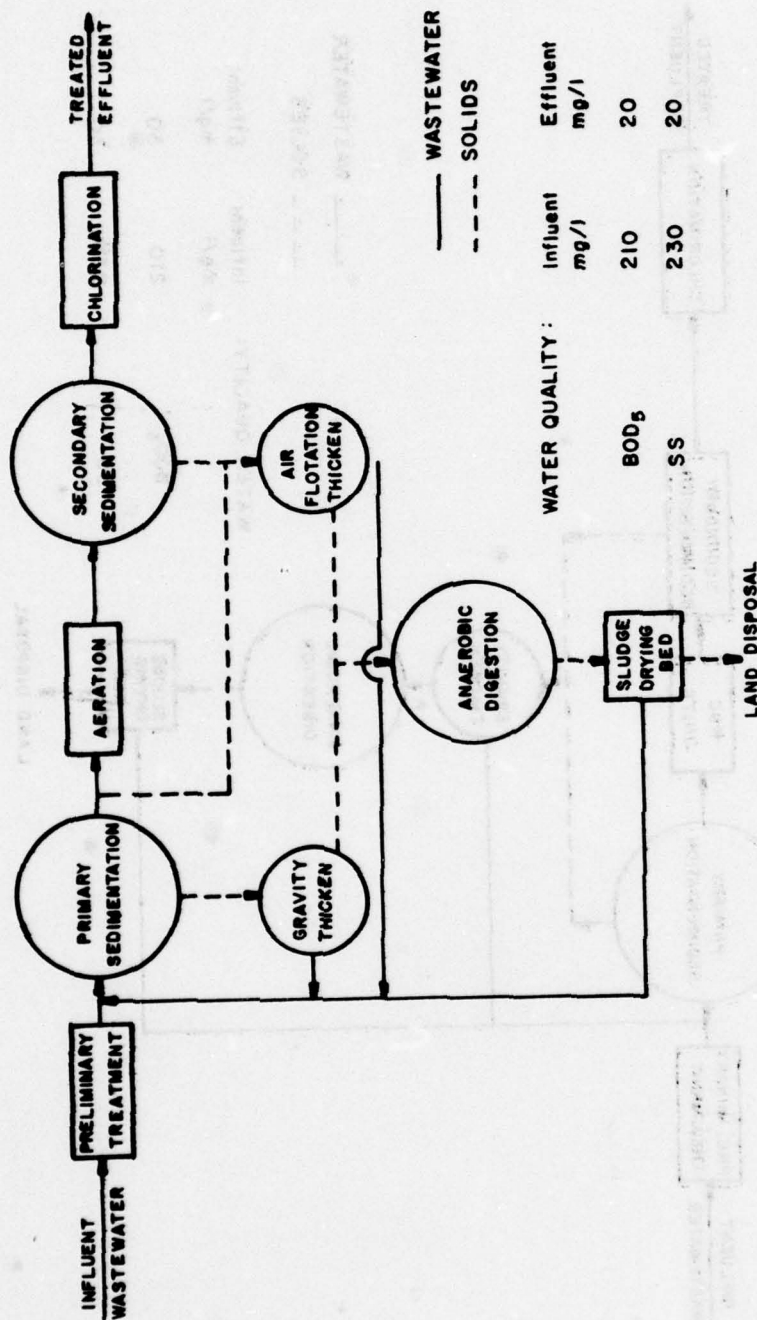 INFLUENT
WASTEWATER
PRELIMINARY
TREATMENT
PRIMARY
SEDIMENTATION
AERATION
SECONDARY
SEDIMENTATION
CHLORINATION
TREATED
EFFLUENT
GRAVITY
THICKEN
AIR
FLOTATION
THICKEN
ANAEROBIC
DIGESTION
SLUDGE
DRYING
BED
LAND DISPOSAL
WASTEWATER
SOLIDS
WATER QUALITY: Influent Effluent
mg/l mg/l
BOD₅ 210 20
SS 230 20